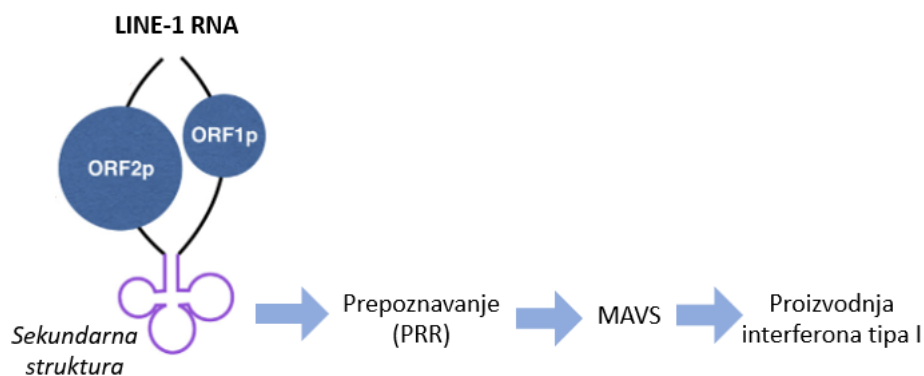 LINE-1 RNA
ORF1p
ORF2p
Sekundarna
struktura
Prepoznavanje
(PRR)
MAVS
Proizvodnja
interferona tipa I